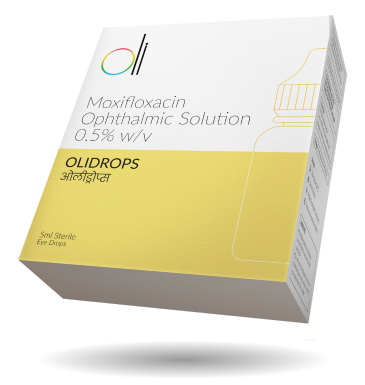 oli
Moxifloxacin
Ophthalmic Solution
0.5% w/v
OLIDROPS
ओलीड्रोप्स
5ml Sterile
Eye Drops